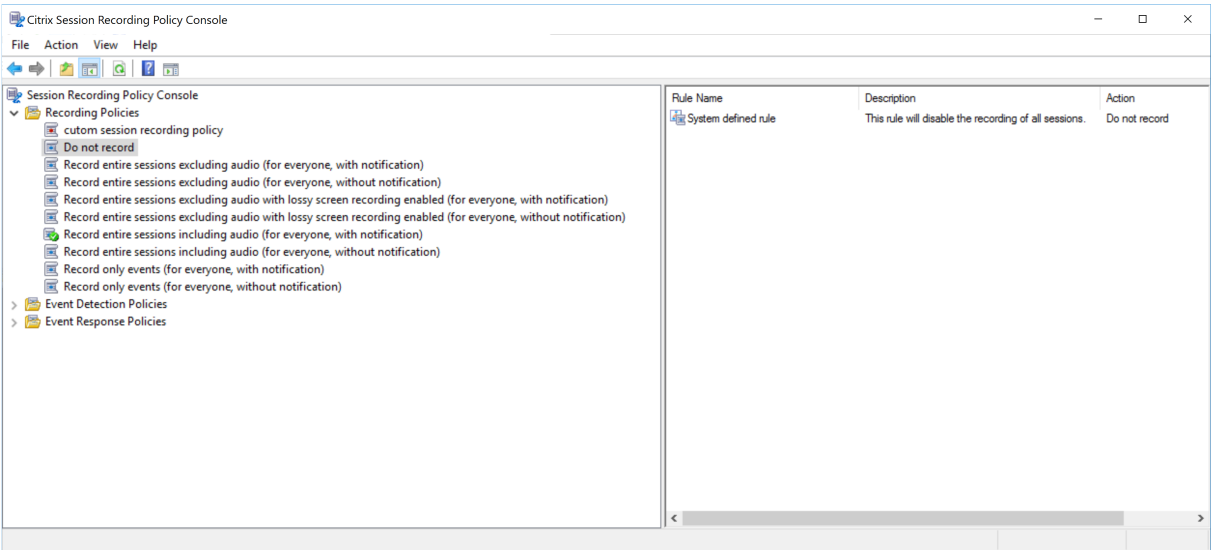 Citrix Session Recording Policy Console
File Action View Help
Session Recording Policy Console
Recording Policies
cutom session recording policy
Do not record
Record entire sessions excluding audio (for everyone, with notification)
Record entire sessions excluding audio (for everyone, without notification)
Record entire sessions excluding audio with lossy screen recording enabled (for everyone, with notification)
Record entire sessions excluding audio with lossy screen recording enabled (for everyone, without notification)
Record entire sessions including audio (for everyone, with notification)
Record entire sessions including audio (for everyone, without notification)
Record only events (for everyone, with notification)
Record only events (for everyone, without notification)
Event Detection Policies
Event Response Policies
Rule Name Description Action
System defined rule This rule will disable the recording of all sessions. Do not record